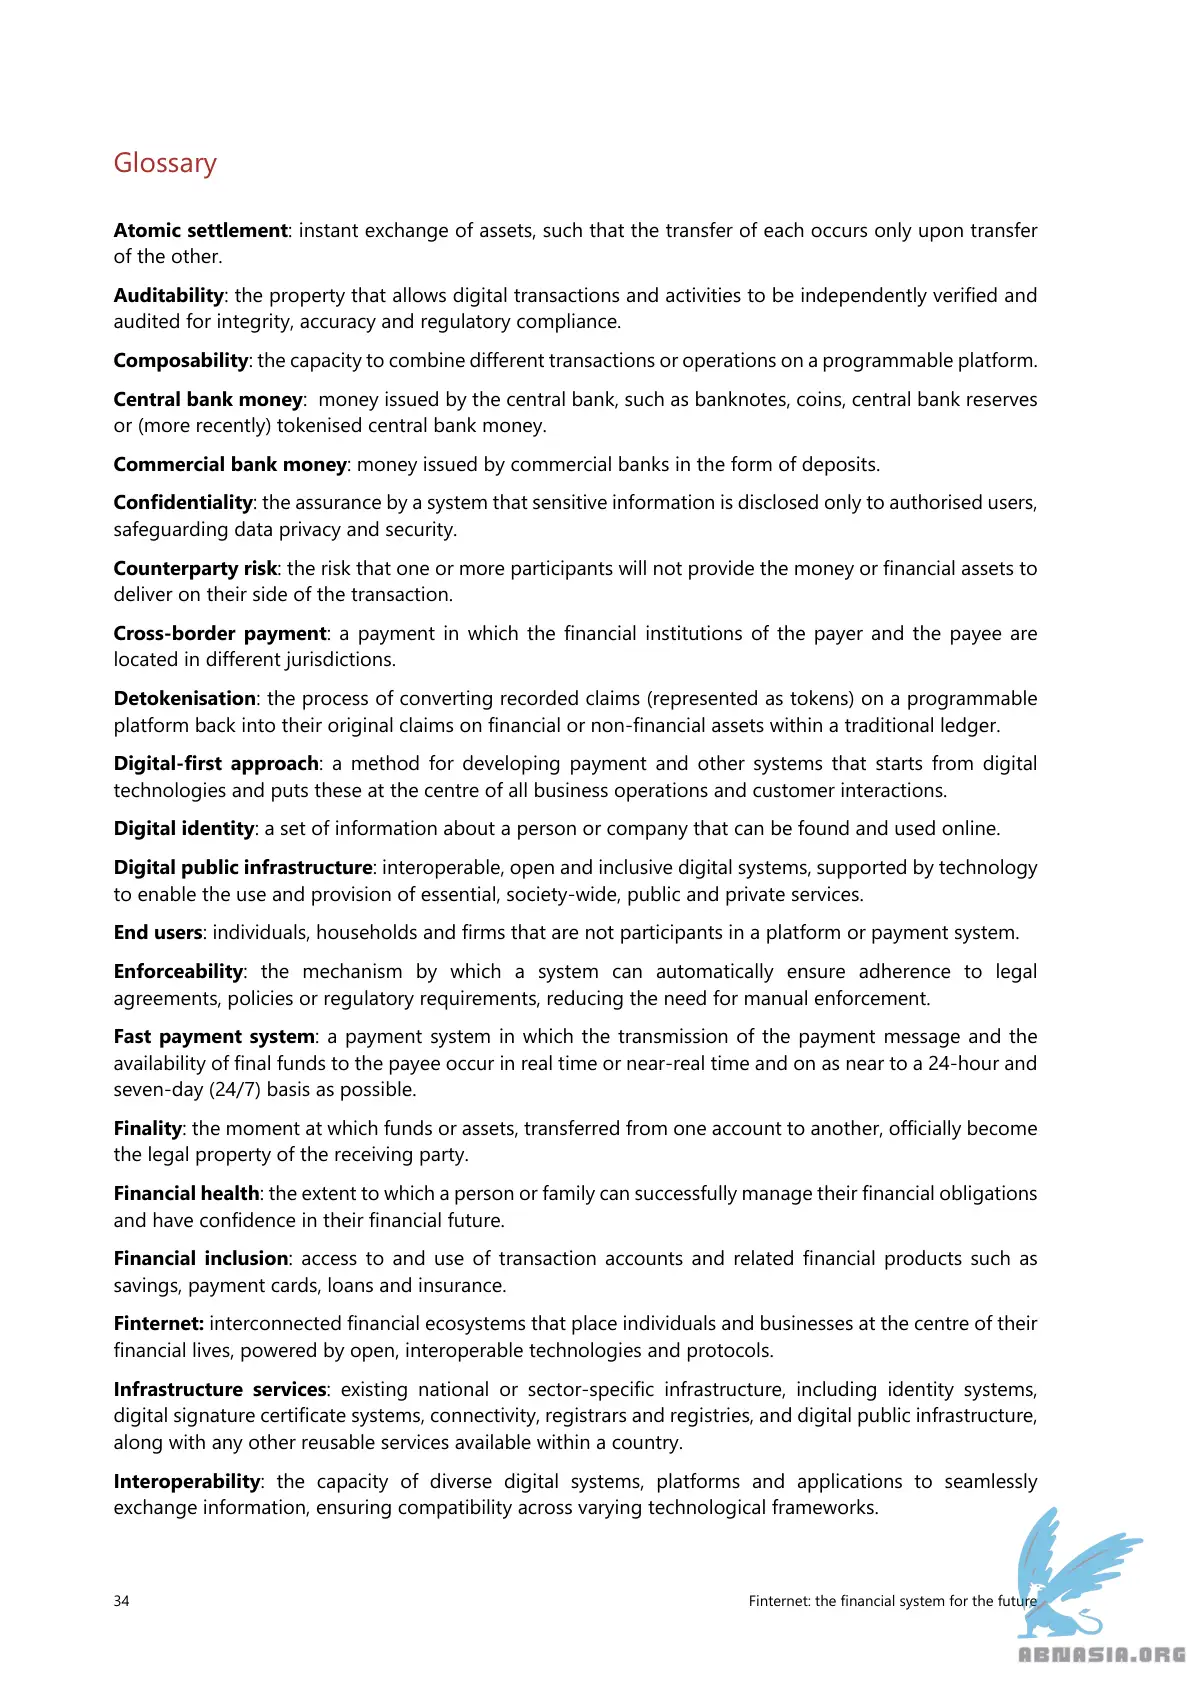 Glossary
Atomic settlement: instant exchange of assets, such that the transfer of each occurs only upon transfer
of the other.
Auditability: the property that allows digital transactions and activities to be independently verified and
audited for integrity, accuracy and regulatory compliance.
Composability: the capacity to combine different transactions or operations on a programmable platform.
Central bank money: money issued by the central bank, such as banknotes, coins, central bank reserves
or (more recently) tokenised central bank money.
Commercial bank money: money issued by commercial banks in the form of deposits.
Confidentiality: the assurance by a system that sensitive information is disclosed only to authorised users,
safeguarding data privacy and security.
Counterparty risk: the risk that one or more participants will not provide the money or financial assets to
deliver on their side of the transaction.
Cross-border payment: a payment in which the financial institutions of the payer and the payee are
located in different jurisdictions.
Detokenisation: the process of converting recorded claims (represented as tokens) on a programmable
platform back into their original claims on financial or non-financial assets within a traditional ledger.
Digital-first approach: a method for developing payment and other systems that starts from digital
technologies and puts these at the centre of all business operations and customer interactions.
Digital identity: a set of information about a person or company that can be found and used online.
Digital public infrastructure: interoperable, open and inclusive digital systems, supported by technology
to enable the use and provision of essential, society-wide, public and private services.
End users: individuals, households and firms that are not participants in a platform or payment system.
Enforceability: the mechanism by which a system can automatically ensure adherence to legal
agreements, policies or regulatory requirements, reducing the need for manual enforcement.
Fast payment system: a payment system in which the transmission of the payment message and the
availability of final funds to the payee occur in real time or near-real time and on as near to a 24-hour and
seven-day (24/7) basis as possible.
Finality: the moment at which funds or assets, transferred from one account to another, officially become
the legal property of the receiving party.
Financial health: the extent to which a person or family can successfully manage their financial obligations
and have confidence in their financial future.
Financial inclusion: access to and use of transaction accounts and related financial products such as
savings, payment cards, loans and insurance.
Finternet: interconnected financial ecosystems that place individuals and businesses at the centre of their
financial lives, powered by open, interoperable technologies and protocols.
Infrastructure services: existing national or sector-specific infrastructure, including identity systems,
digital signature certificate systems, connectivity, registrars and registries, and digital public infrastructure,
along with any other reusable services available within a country.
Interoperability: the capacity of diverse digital systems, platforms and applications to seamlessly
exchange information, ensuring compatibility across varying technological frameworks.
34
Finternet: the financial system for the future
ABNASIA.ORG